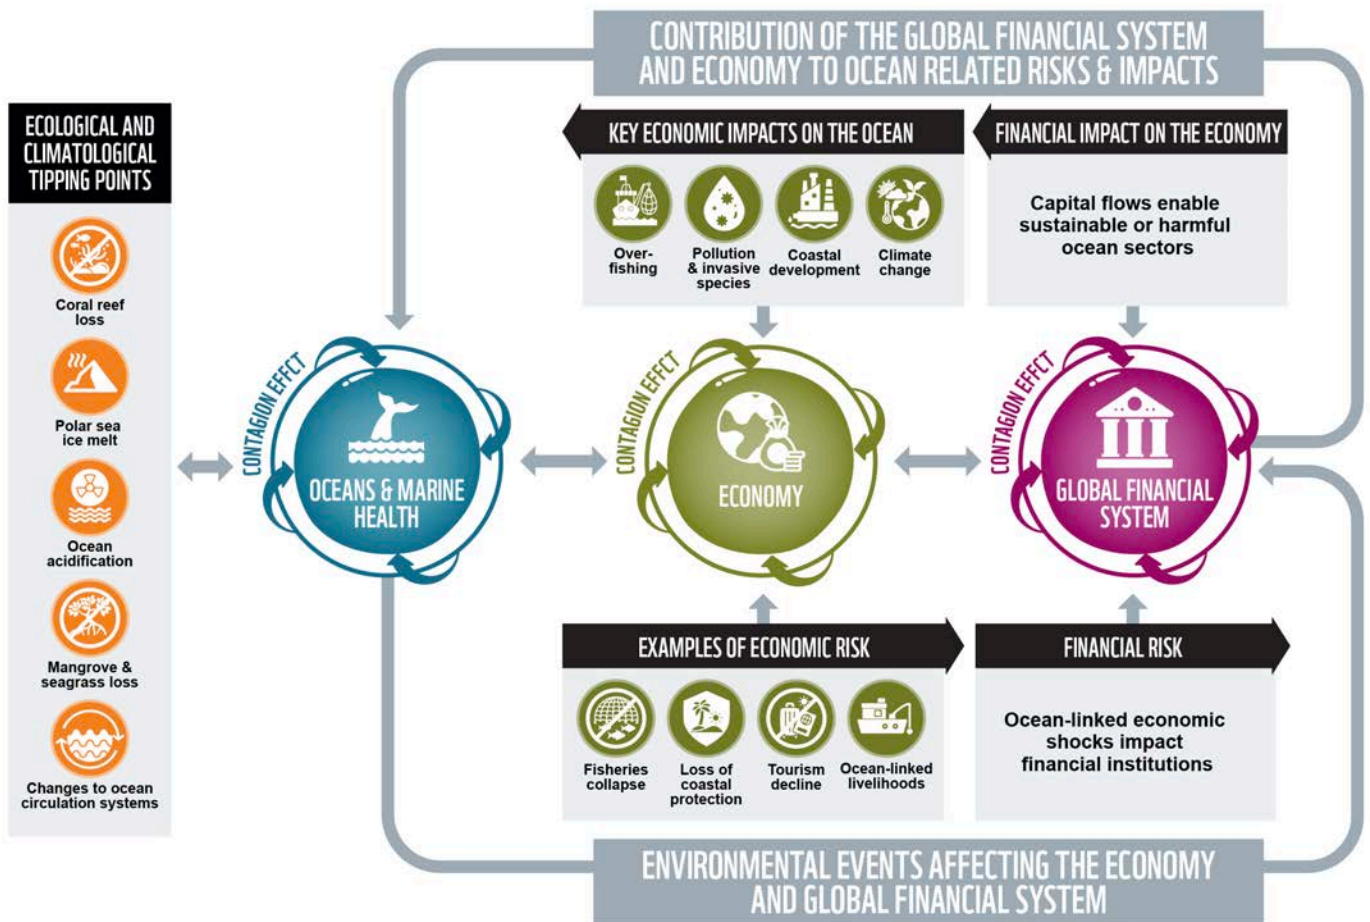 CONTRIBUTION OF THE GLOBAL FINANCIAL SYSTEM
AND ECONOMY TO OCEAN RELATED RISKS & IMPACTS
ECOLOGICAL AND
CLIMATOLOGICAL
TIPPING POINTS
Coral reef
loss
Polar sea
ice melt
Ocean
acidification
Mangrove &
seagrass loss
Changes to ocean
circulation systems
KEY ECONOMIC IMPACTS ON THE OCEAN
Over-
fishing
Pollution
& invasive
species
Coastal
development
Climate
change
FINANCIAL IMPACT ON THE ECONOMY
Capital flows enable
sustainable or harmful
ocean sectors
CONTAGION EFFCT
OCEANS & MARINE
HEALTH
CONTAGION EFFCT
ECONOMY
CONTAGION EFFCT
GLOBAL FINANCIAL
SYSTEM
EXAMPLES OF ECONOMIC RISK
Fisheries
collapse
Loss of
coastal
protection
Tourism
decline
Ocean-linked
livelihoods
FINANCIAL RISK
Ocean-linked economic
shocks impact
financial institutions
ENVIRONMENTAL EVENTS AFFECTING THE ECONOMY
AND GLOBAL FINANCIAL SYSTEM